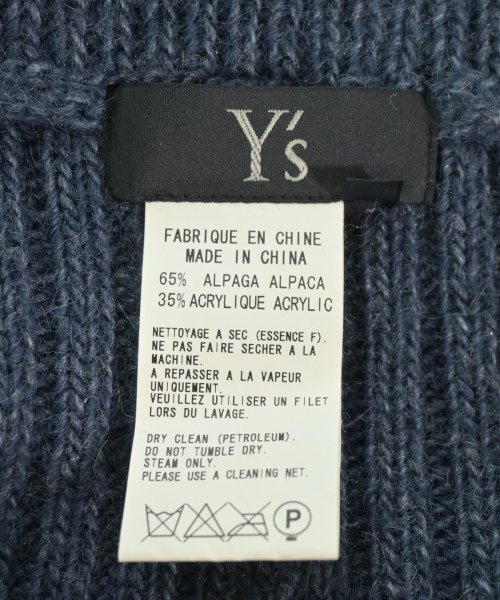 Y's
FABRIQUE EN CHINE
MADE IN CHINA
65% ALPAGA ALPACA
35% ACRYLIQUE ACRYLIC
NETTOYAGE A SEC (ESSENCE F).
NE PAS FAIRE SECHER A LA
MACHINE.
A REPASSER A LA VAPEUR
UNIQUEMENT.
VEUILLEZ UTILISER UN FILET
LORS DU LAVAGE.
DRY CLEAN (PETROLEUM).
DO NOT TUMBLE DRY.
STEAM ONLY.
PLEASE USE A CLEANING NET.
P